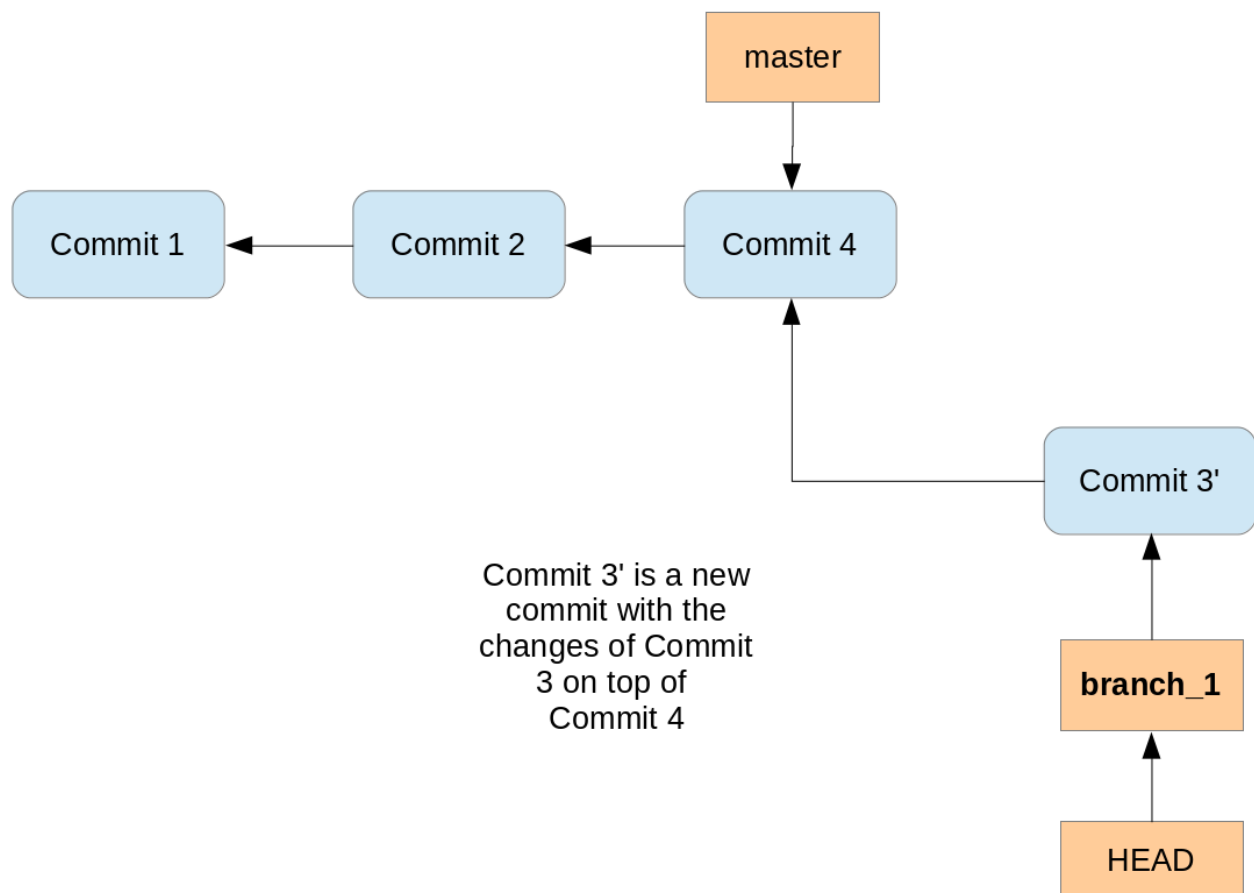 master
Commit 1
Commit 2
Commit 4
Commit 3'
Commit 3' is a new
commit with the
changes of Commit
3 on top of
Commit 4
branch_1
HEAD